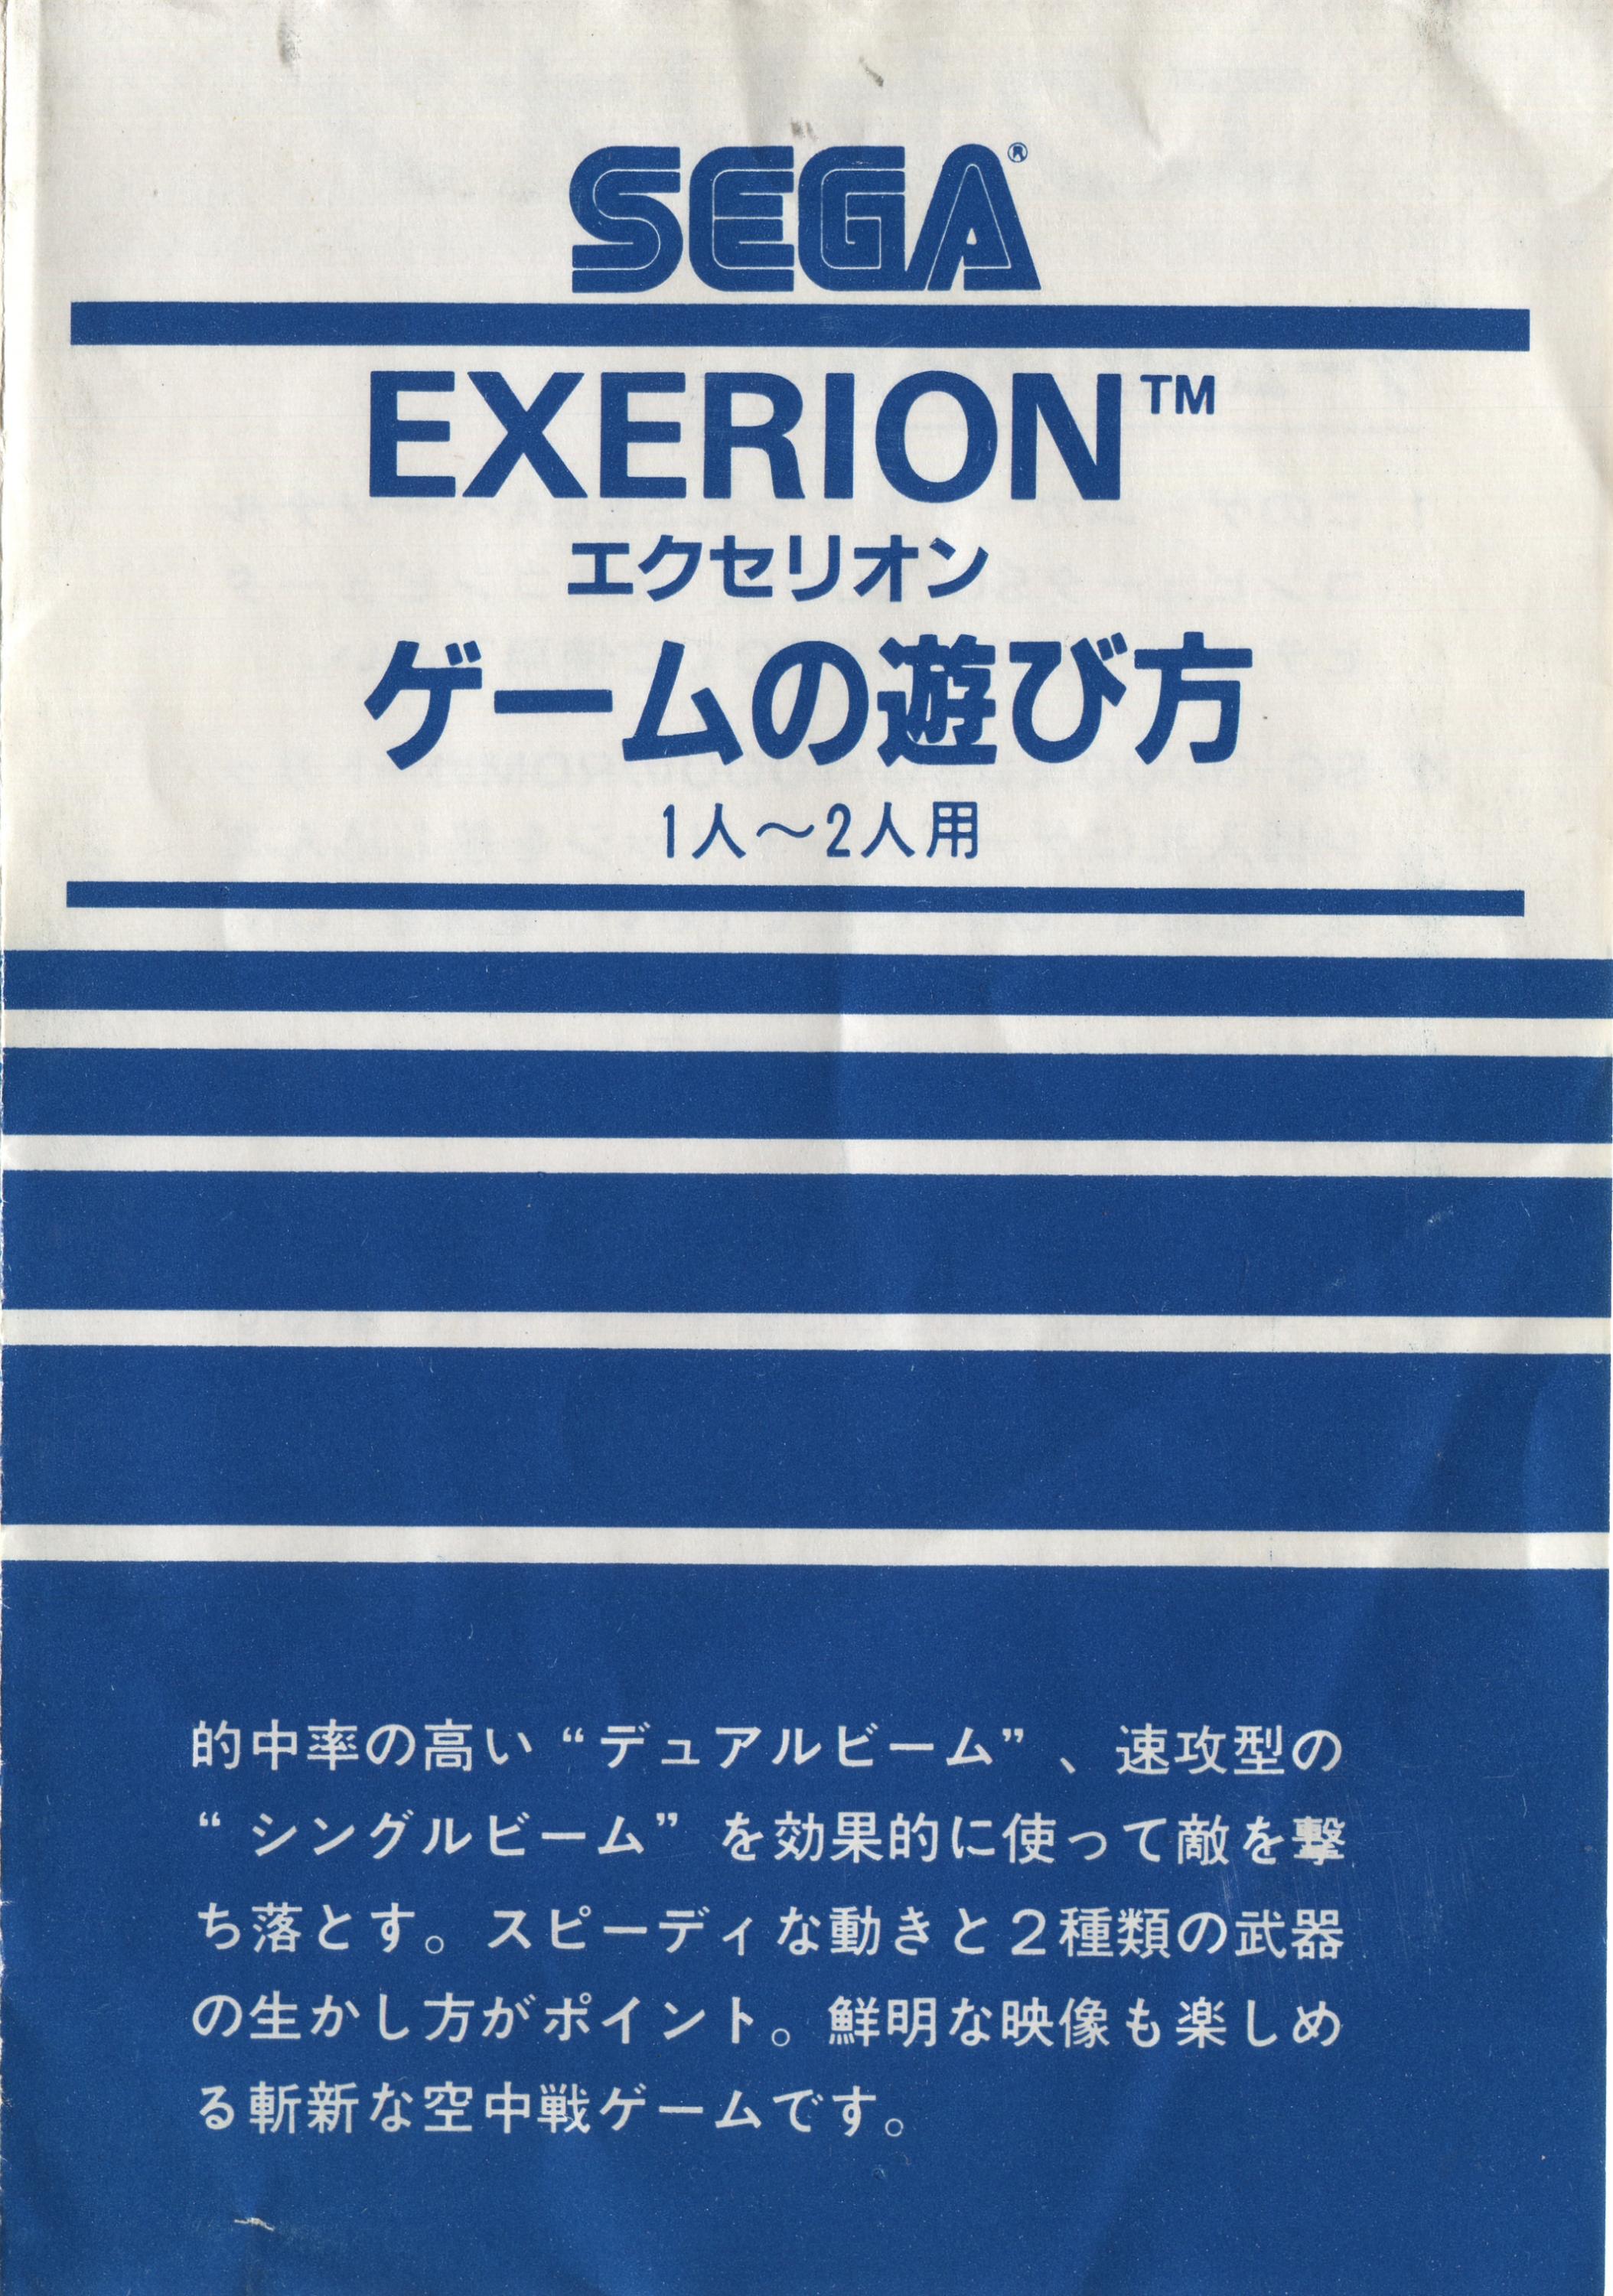 SEGA®
EXERION™
エクセリオン
ゲームの遊び方
1人〜2人用
的中率の高い“デュアルビーム”、速攻型の
“シングルビーム”を効果的に使って敵を撃
ち落とす。スピーディな動きと2種類の武器
の生かし方がポイント。鮮明な映像も楽しめ
る斬新な空中戦ゲームです。